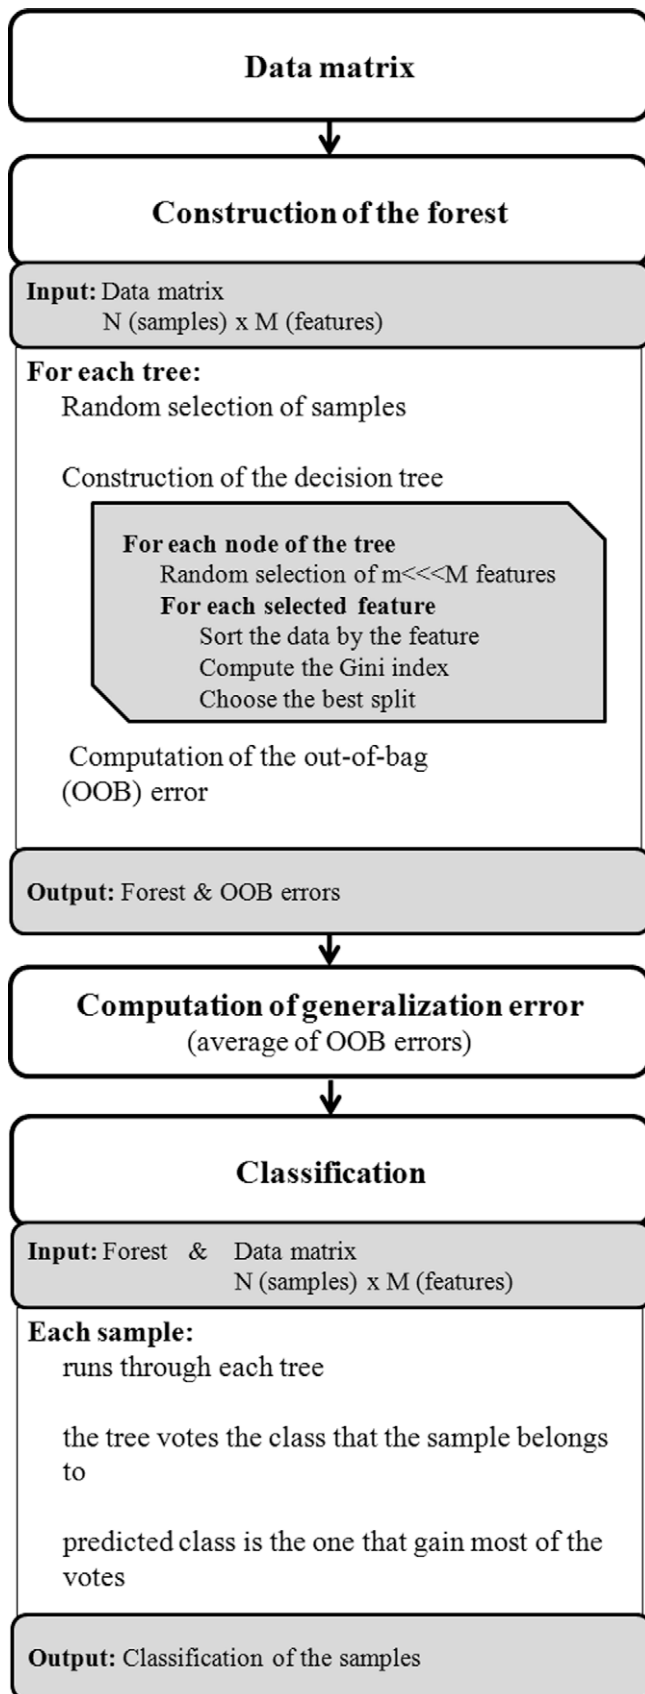 Data matrix
Construction of the forest
Input: Data matrix
N (samples) x M (features)
For each tree:
Random selection of samples
Construction of the decision tree
For each node of the tree
Random selection of m<<<M features
For each selected feature
Sort the data by the feature
Compute the Gini index
Choose the best split
Computation of the out-of-bag
(OOB) error
Output: Forest & OOB errors
Computation of generalization error
(average of OOB errors)
Classification
Input: Forest & Data matrix
N (samples) x M (features)
Each sample:
runs through each tree
the tree votes the class that the sample belongs
to
predicted class is the one that gain most of the
votes
Output: Classification of the samples